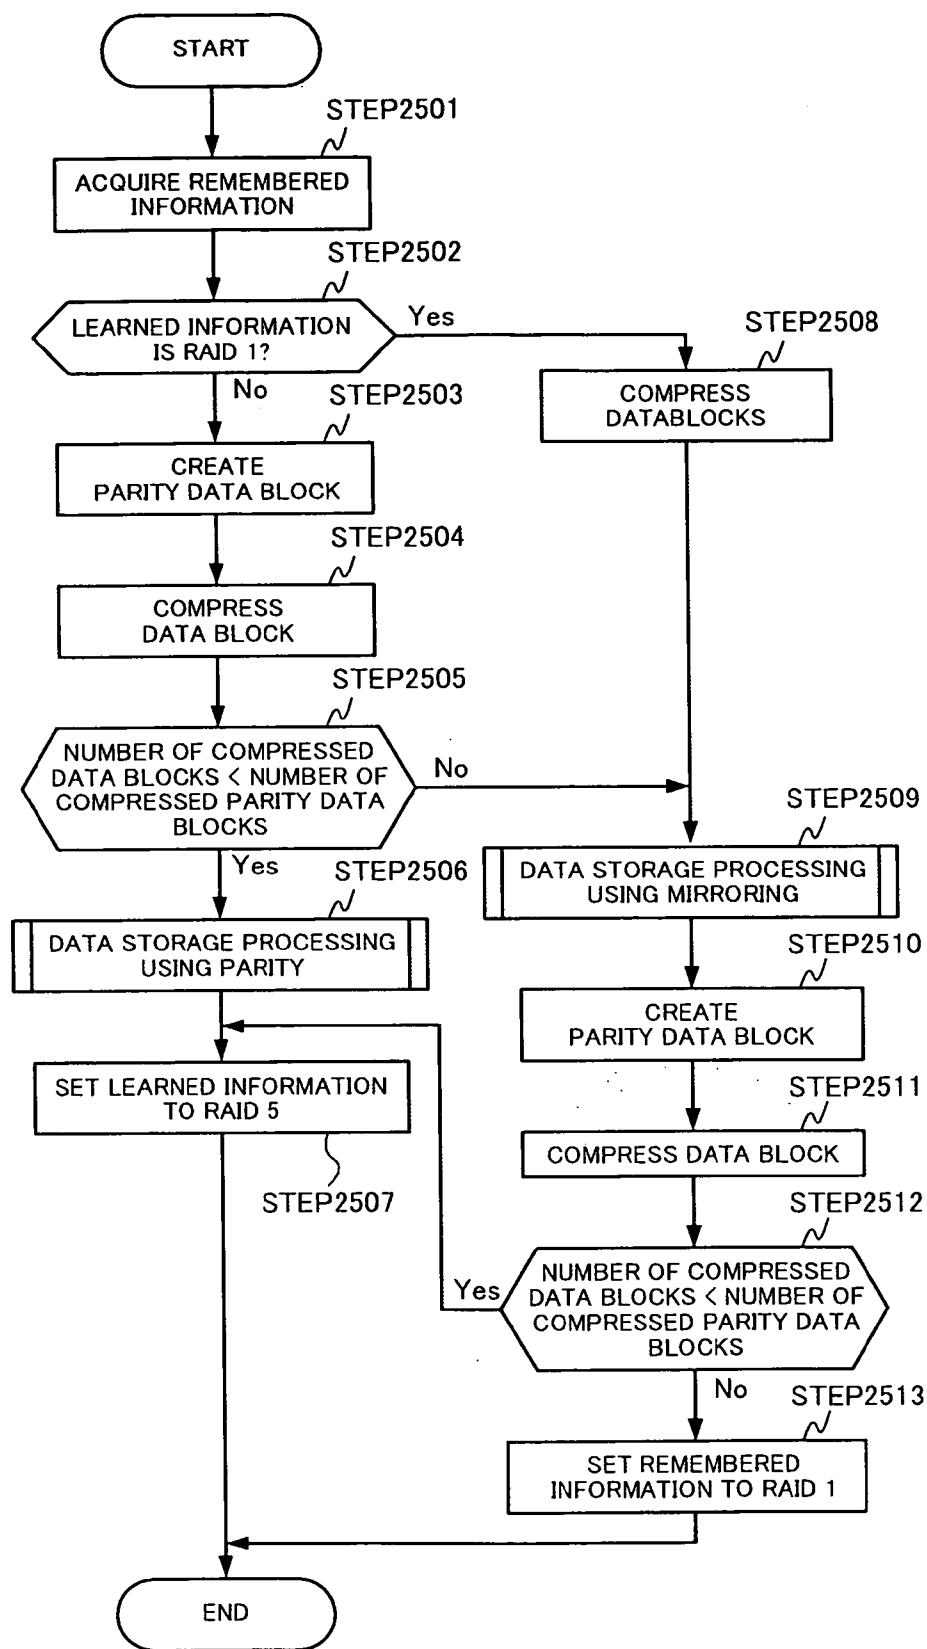 START
STEP2501
ACQUIRE REMEMBERED
INFORMATION
STEP2502
LEARNED INFORMATION
IS RAID 1?
Yes
No
STEP2508
COMPRESS
DATABLOCKS
STEP2503
CREATE
PARITY DATA BLOCK
STEP2504
COMPRESS
DATA BLOCK
STEP2505
NUMBER OF COMPRESSED
DATA BLOCKS < NUMBER OF
COMPRESSED PARITY DATA
BLOCKS
No
Yes
STEP2506
DATA STORAGE PROCESSING
USING PARITY
STEP2509
DATA STORAGE PROCESSING
USING MIRRORING
STEP2510
CREATE
PARITY DATA BLOCK
SET LEARNED INFORMATION
TO RAID 5
STEP2507
STEP2511
COMPRESS DATA BLOCK
STEP2512
NUMBER OF COMPRESSED
DATA BLOCKS < NUMBER OF
COMPRESSED PARITY DATA
BLOCKS
Yes
No
STEP2513
SET REMEMBERED
INFORMATION TO RAID 1
END